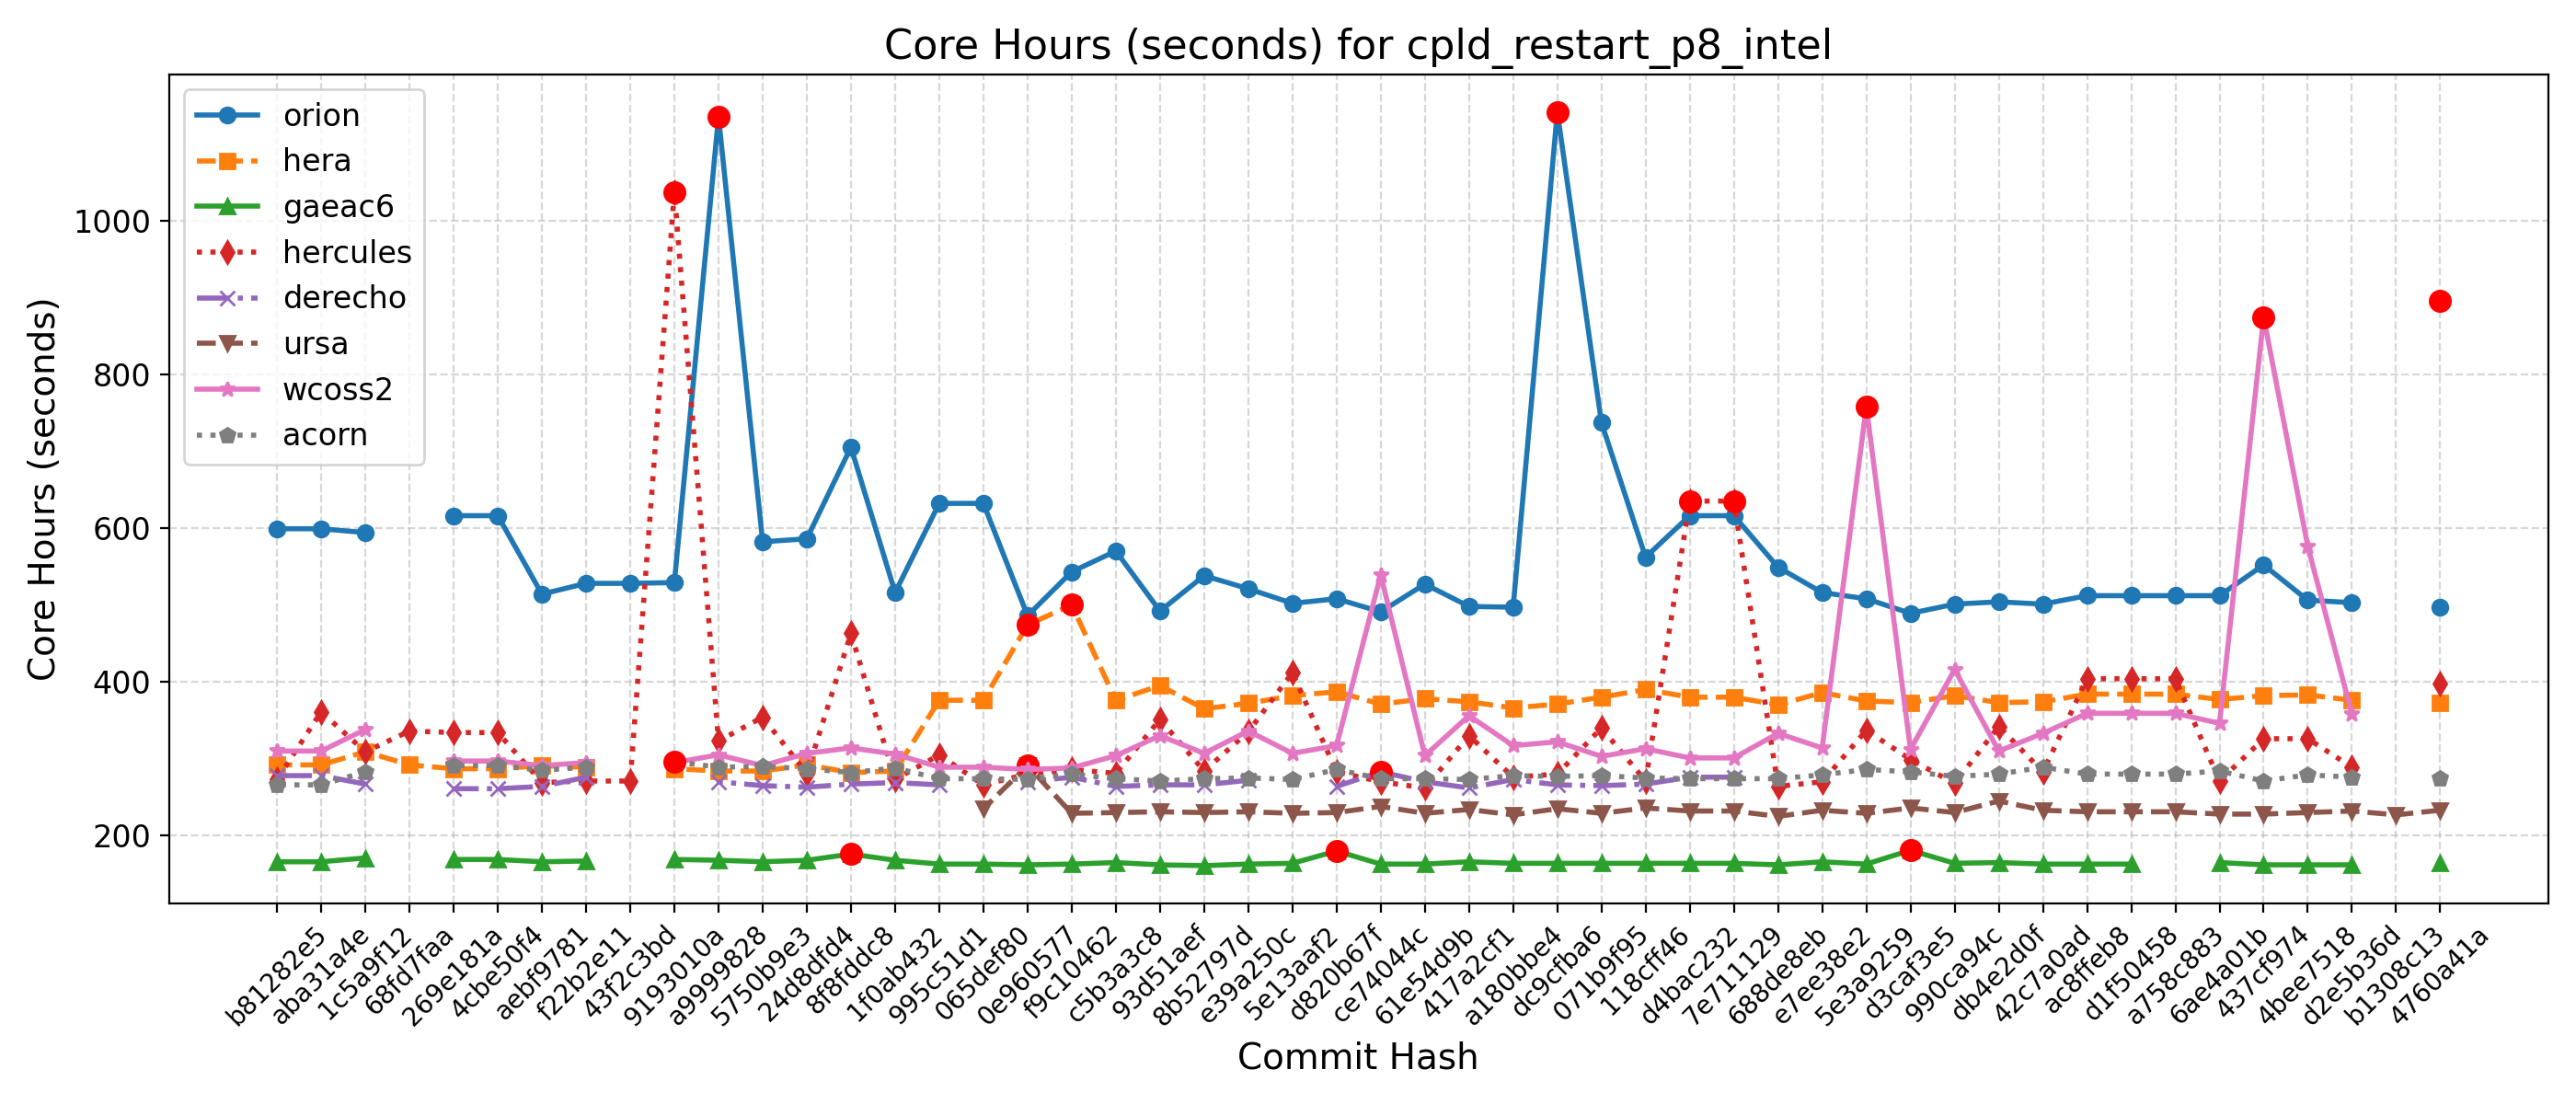 Core Hours (seconds) for cpld_restart_p8_intel
Core Hours (seconds)
1000
800
600
400
200
orion
hera
gaeac6
hercules
derecho
ursa
wcoss2
acorn
b81282e5
aba31a4e
1c5a9f12
68fd7faa
269e181a
4cbe50f4
aebf9781
f22b2e11
43f2c3bd
9193010a
a9999828
5750b9e3
24d8dfd4
8f8fddc8
1f0ab432
995c51d1
065def80
0e960577
f9c10462
c5b3a3c8
93d51aef
8b52797d
e39a250c
5e13aaf2
d820b67f
ce74044c
61e54d9b
417a2cf1
a180bbe4
dc9cfba6
071b9f95
118cff46
d4bac232
7e711129
688de8eb
e7ee38e2
5e3a9259
d3caf3e5
990ca94c
db4e2d0f
42c7a0ad
ac8ffeb8
d1f50458
a758c883
6ae4a01b
437cf974
4bee7518
d2e5b36d
b1308c13
4760a41a
Commit Hash